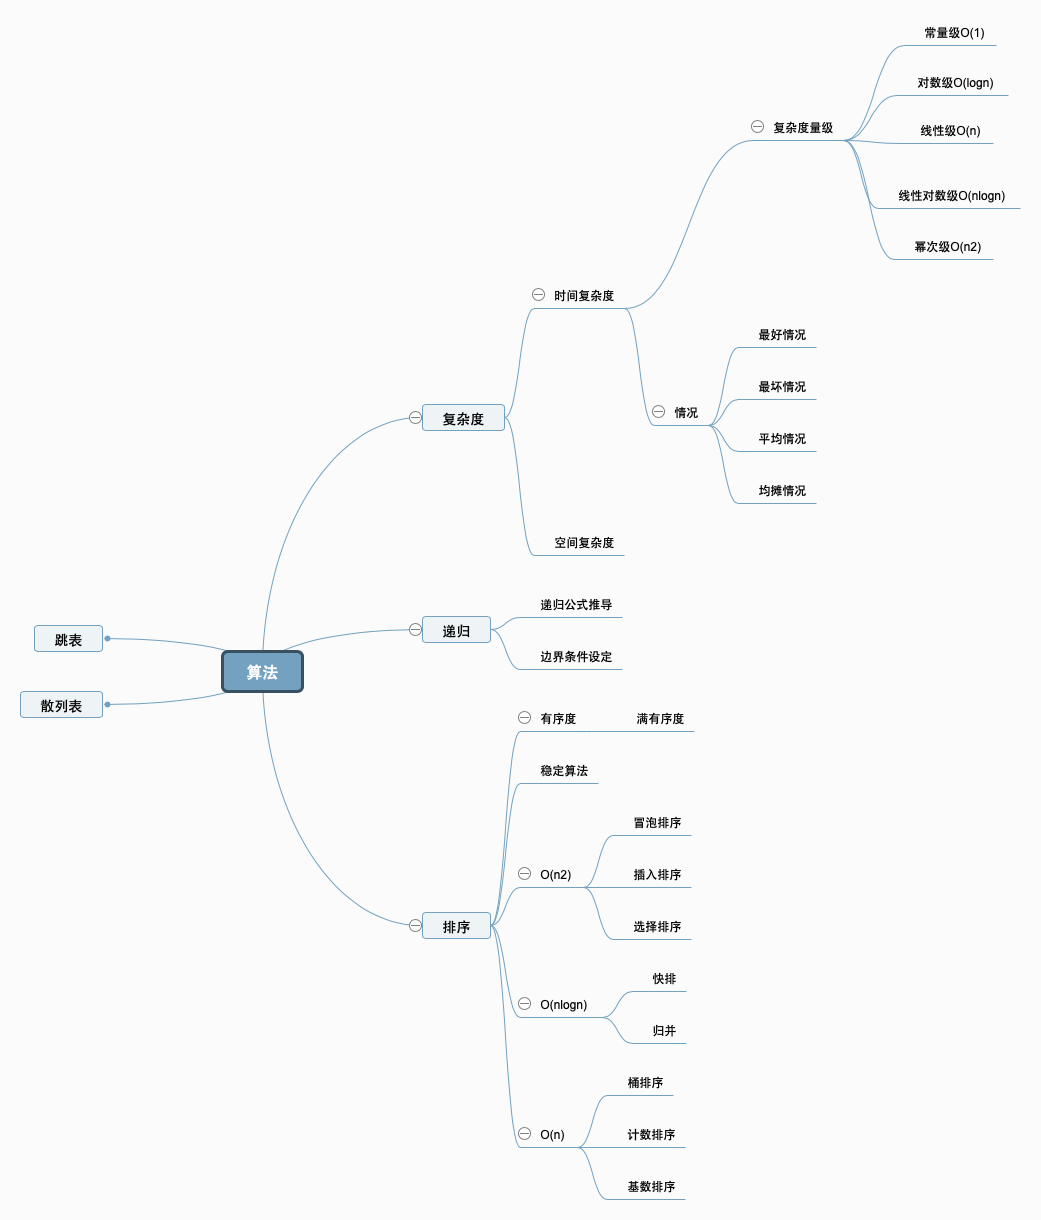 常量级O(1)
对数级O(logn)
复杂度量级
线性级O(n)
线性对数级O(nlogn)
幂次级O(n2)
时间复杂度
最好情况
最坏情况
情况
平均情况
均摊情况
复杂度
空间复杂度
递归公式推导
递归
边界条件设定
跳表
算法
散列表
有序度
满有序度
稳定算法
冒泡排序
O(n2)
插入排序
选择排序
排序
快排
O(nlogn)
归并
桶排序
O(n)
计数排序
基数排序